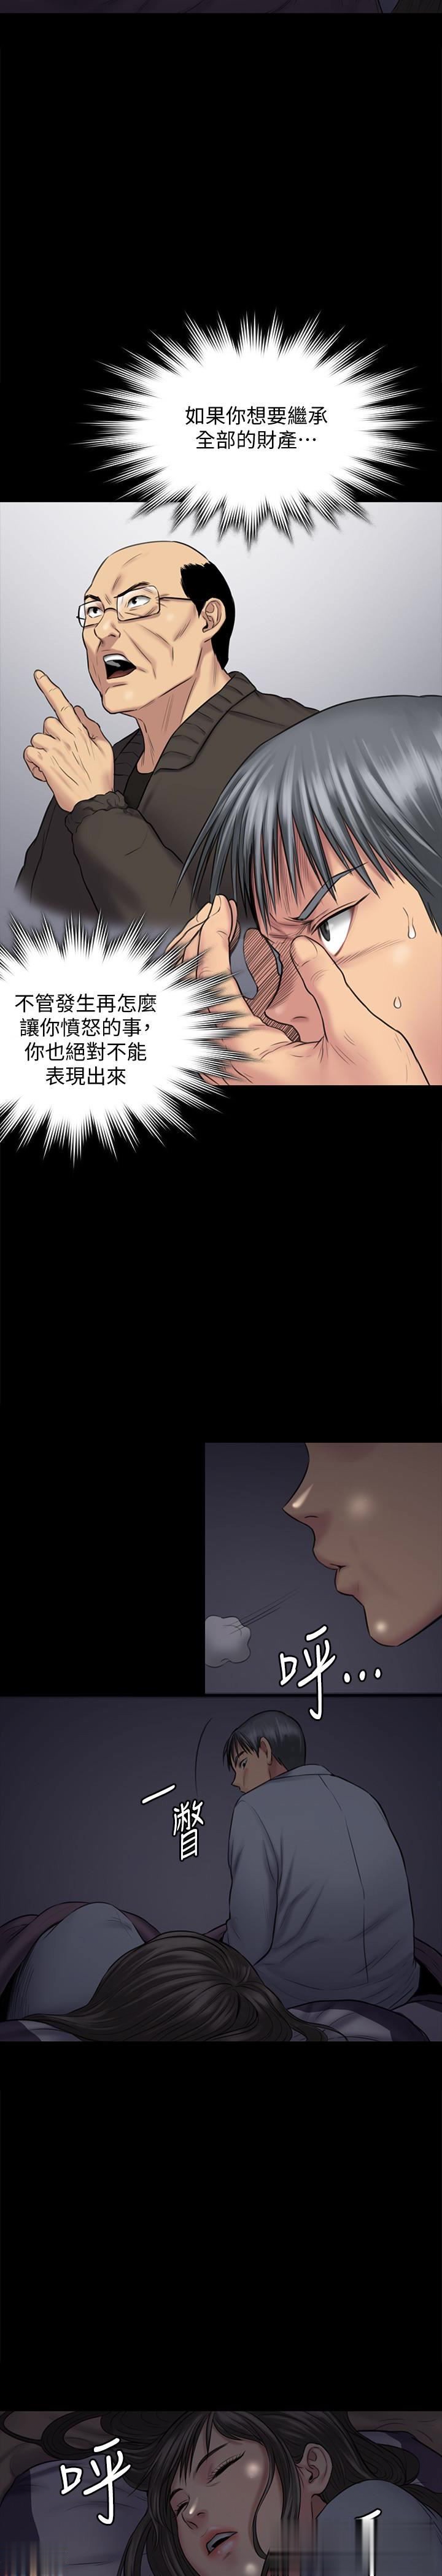 如果你想要繼承
全部的財產…
不管發生再怎麼
讓你憤怒的事,
你也絕對不能
表現出來
呼…
一瞥
呼